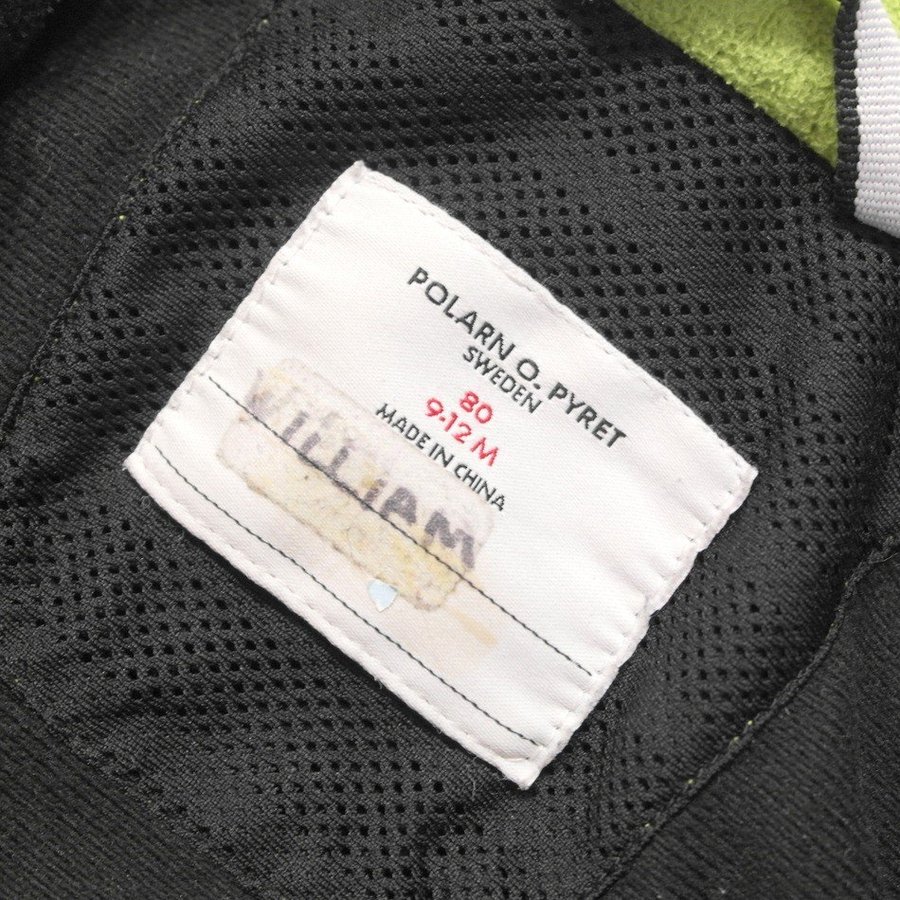 POLARN O. PYRET
SWEDEN
80
9-12 M
MADE IN CHINA
WILLIAM